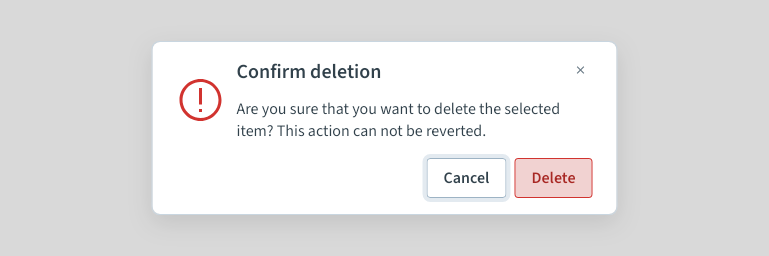 Confirm deletion
×
Are you sure that you want to delete the selected
item? This action can not be reverted.
Cancel Delete